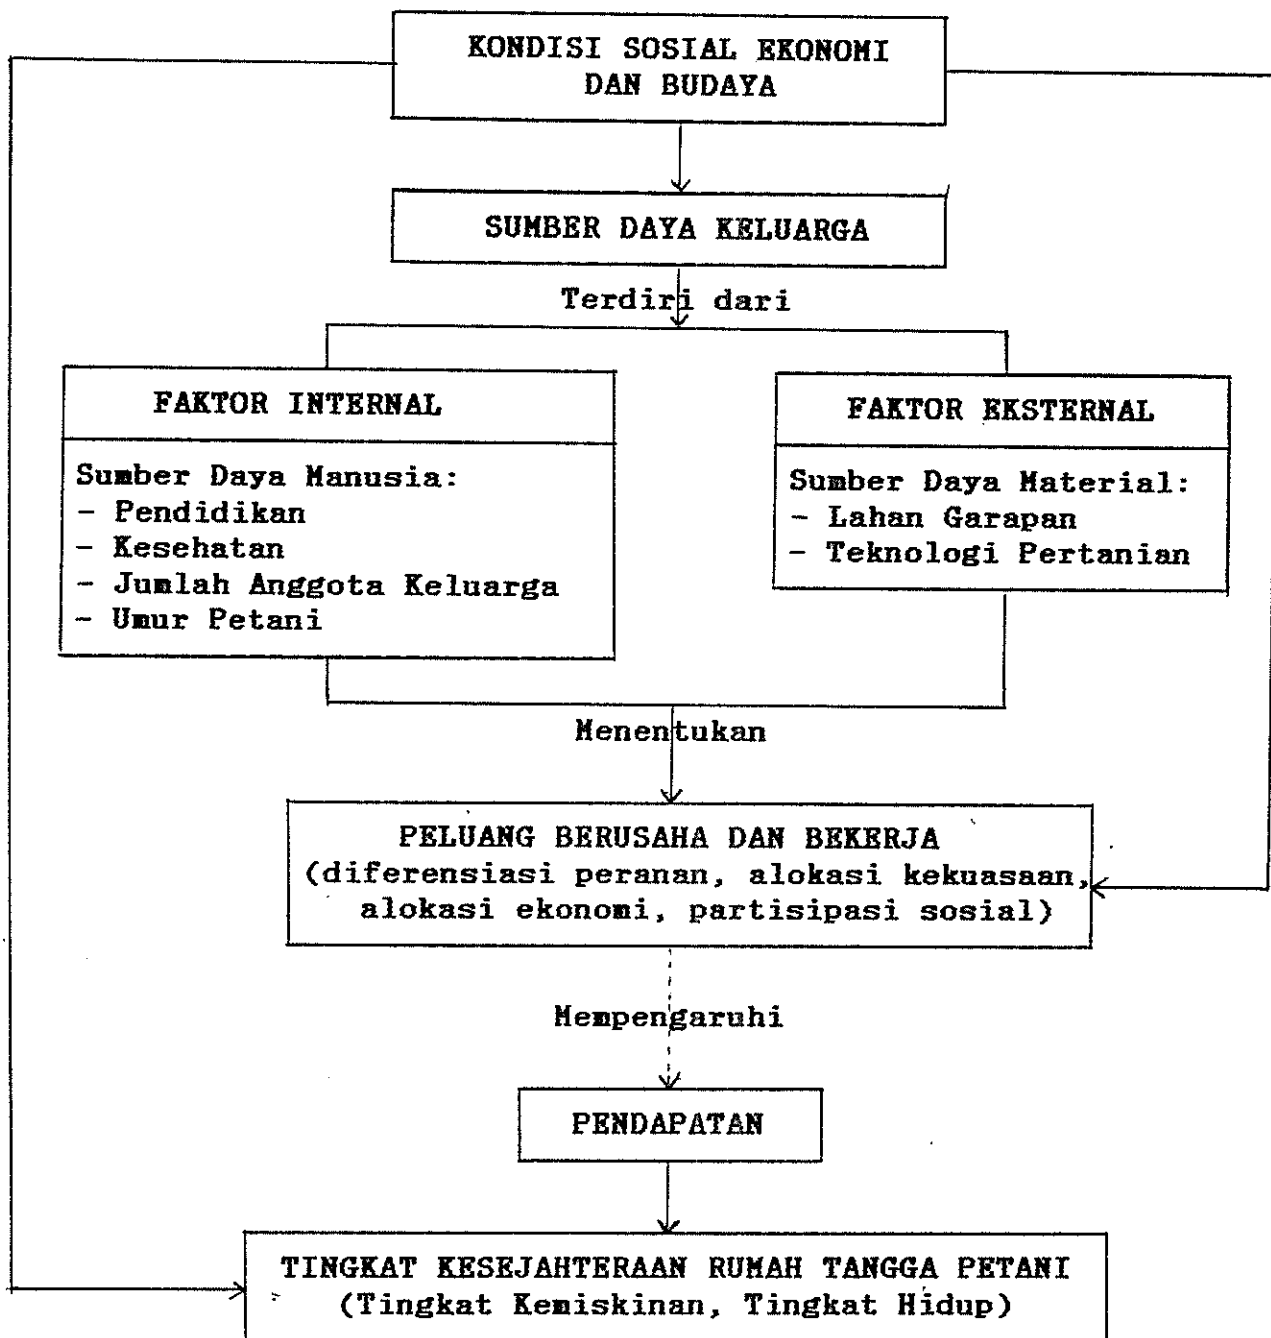 KONDISI SOSIAL EKONOMI
DAN BUDAYA
SUMBER DAYA KELUARGA
Terdiri dari
FAKTOR INTERNAL
Sumber Daya Manusia:
- Pendidikan
- Kesehatan
- Jumlah Anggota Keluarga
- Umur Petani
FAKTOR EKSTERNAL
Sumber Daya Material:
- Lahan Garapan
- Teknologi Pertanian
Menentukan
PELUANG BERUSAHA DAN BEKERJA
(diferensiasi peranan, alokasi kekuasaan,
alokasi ekonomi, partisipasi sosial)
Mempengaruhi
PENDAPATAN
TINGKAT KESEJAHTERAAN RUMAH TANGGA PETANI
(Tingkat Kemiskinan, Tingkat Hidup)